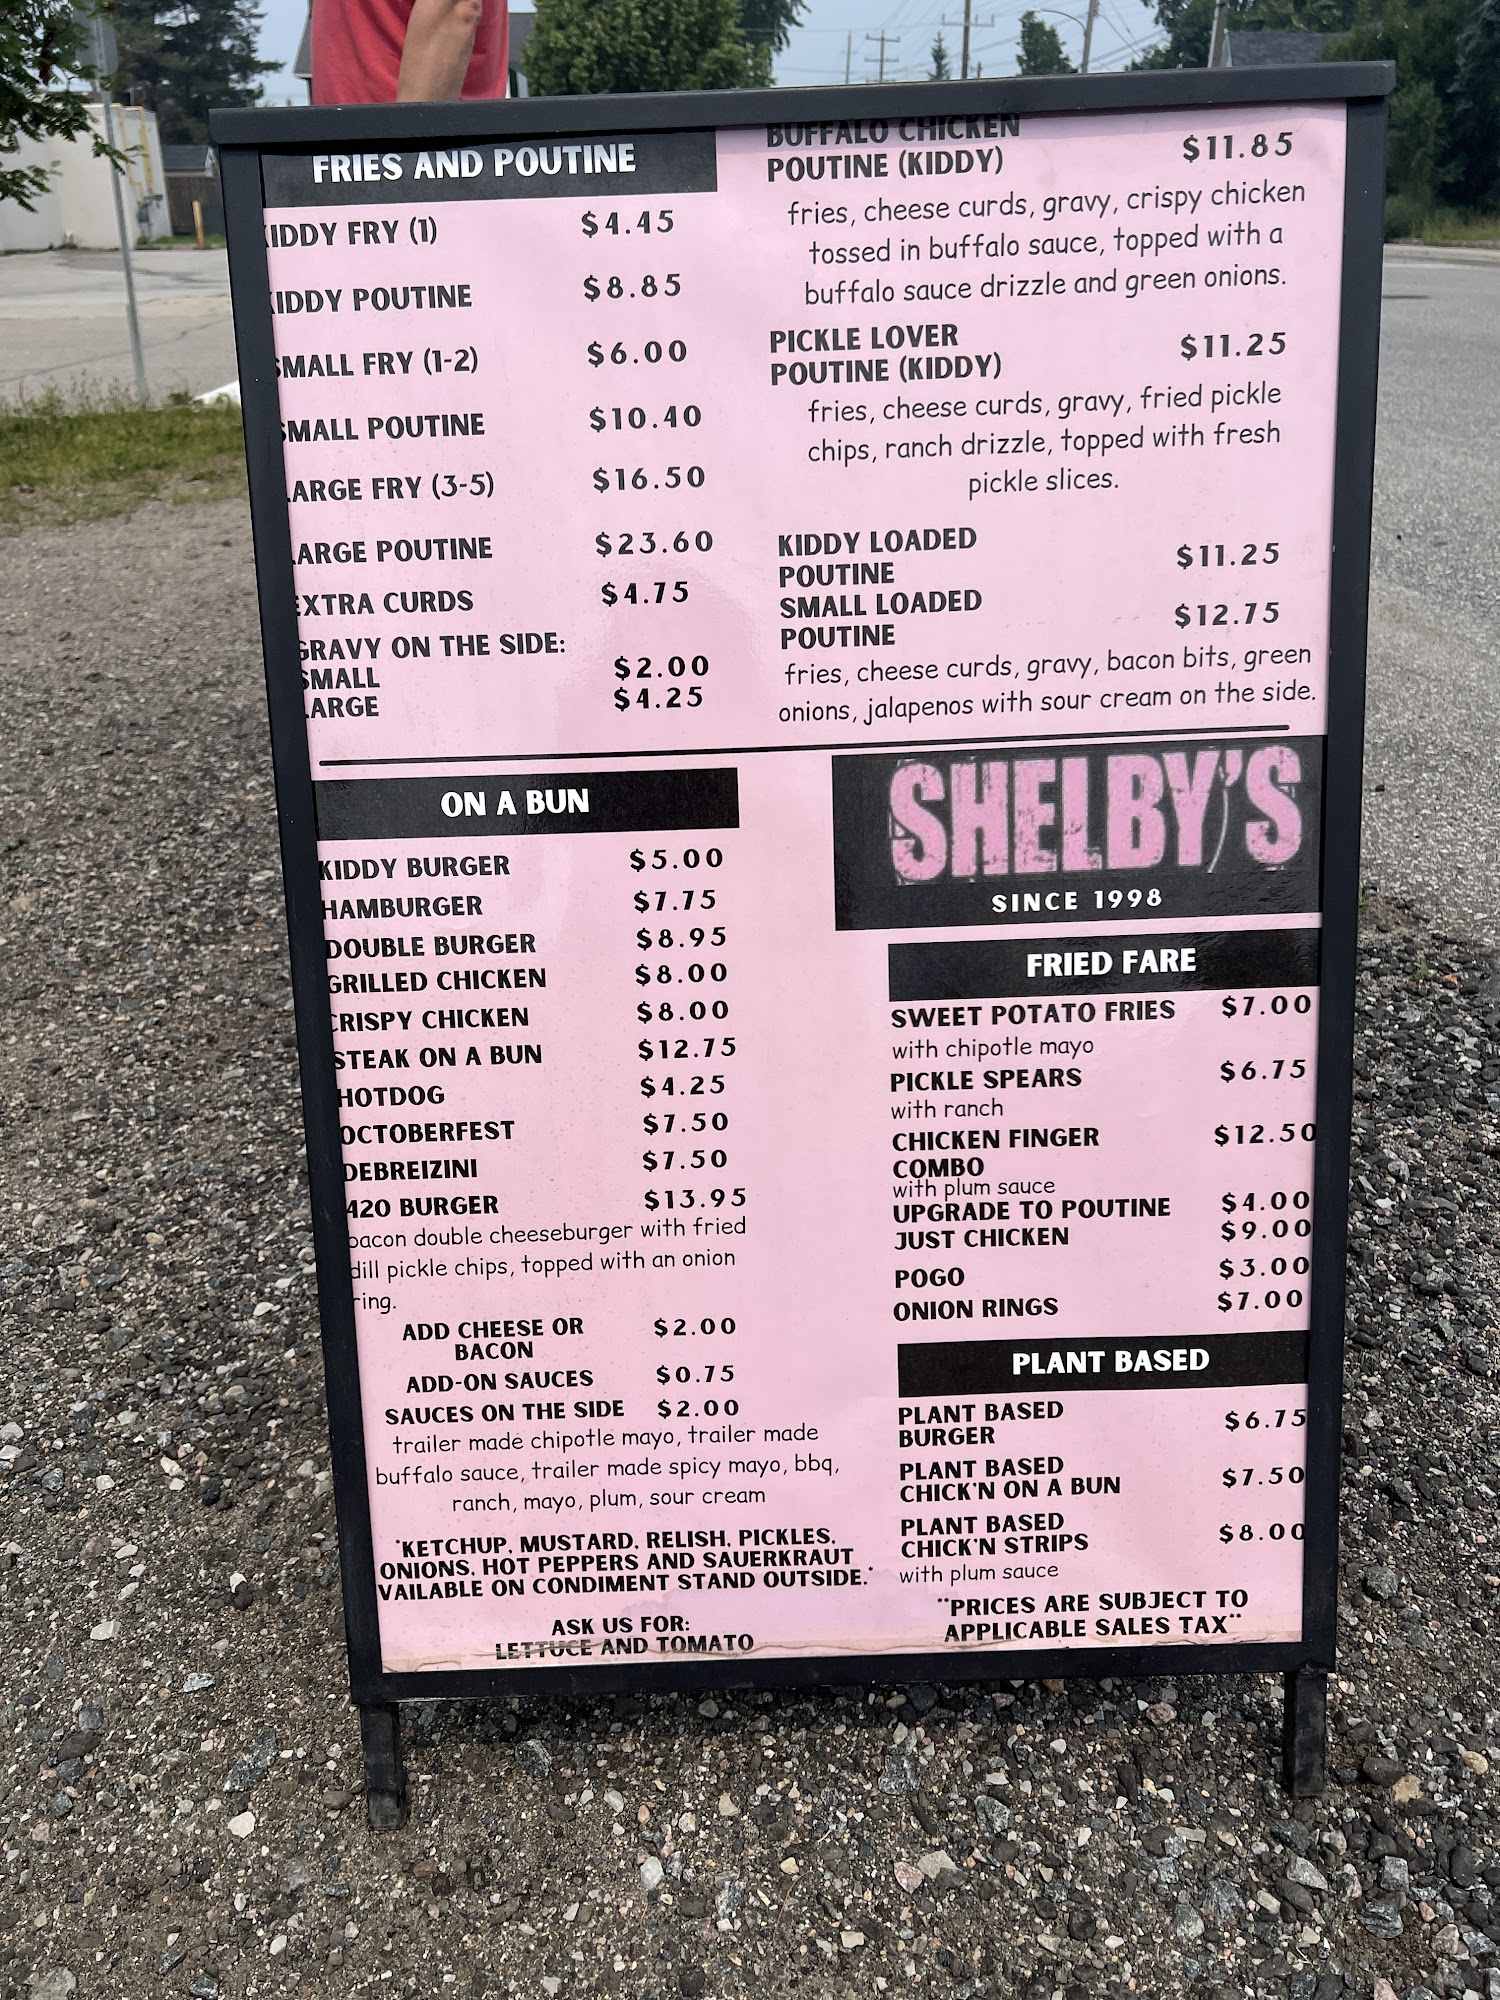 FRIES AND POUTINE
KIDDY FRY (1) $4.45
KIDDY POUTINE $8.85
SMALL FRY (1-2) $6.00
SMALL POUTINE $10.40
LARGE FRY (3-5) $16.50
LARGE POUTINE $23.60
EXTRA CURDS $4.75
GRAVY ON THE SIDE:
SMALL $2.00
LARGE $4.25
BUFFALO CHICKEN
POUTINE (KIDDY) $11.85
fries, cheese curds, gravy, crispy chicken
tossed in buffalo sauce, topped with a
buffalo sauce drizzle and green onions.
PICKLE LOVER
POUTINE (KIDDY) $11.25
fries, cheese curds, gravy, fried pickle
chips, ranch drizzle, topped with fresh
pickle slices.
KIDDY LOADED
POUTINE $11.25
SMALL LOADED
POUTINE $12.75
fries, cheese curds, gravy, bacon bits, green
onions, jalapenos with sour cream on the side.
ON A BUN
KIDDY BURGER $5.00
HAMBURGER $7.75
DOUBLE BURGER $8.95
GRILLED CHICKEN $8.00
CRISPY CHICKEN $8.00
STEAK ON A BUN $12.75
HOTDOG $4.25
OCTOBERFEST $7.50
DEBREIZINI $7.50
420 BURGER $13.95
bacon double cheeseburger with fried
dill pickle chips, topped with an onion
ring.
ADD CHEESE OR
BACON $2.00
ADD-ON SAUCES $0.75
SAUCES ON THE SIDE $2.00
trailer made chipotle mayo, trailer made
buffalo sauce, trailer made spicy mayo, bbq,
ranch, mayo, plum, sour cream
*KETCHUP, MUSTARD, RELISH, PICKLES,
ONIONS, HOT PEPPERS AND SAUERKRAUT
VAILABLE ON CONDIMENT STAND OUTSIDE.*
ASK US FOR:
LETTUCE AND TOMATO
SHELBY'S
SINCE 1998
FRIED FARE
SWEET POTATO FRIES $7.00
with chipotle mayo
PICKLE SPEARS $6.75
with ranch
CHICKEN FINGER
COMBO $12.50
with plum sauce
UPGRADE TO POUTINE $4.00
JUST CHICKEN $9.00
POGO $3.00
ONION RINGS $7.00
PLANT BASED
PLANT BASED
BURGER $6.75
PLANT BASED
CHICK'N ON A BUN $7.50
PLANT BASED
CHICK'N STRIPS $8.00
with plum sauce
**PRICES ARE SUBJECT TO
APPLICABLE SALES TAX**